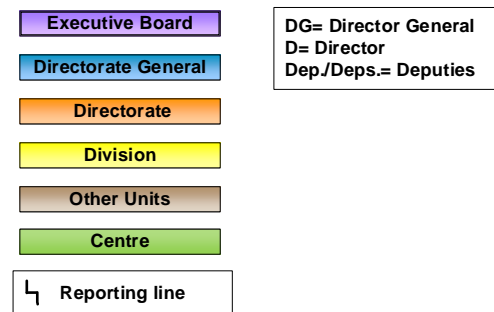 Executive Board
Directorate General
Directorate
Division
Other Units
Centre
Reporting line
DG= Director General
D= Director
Dep./Deps.= Deputies